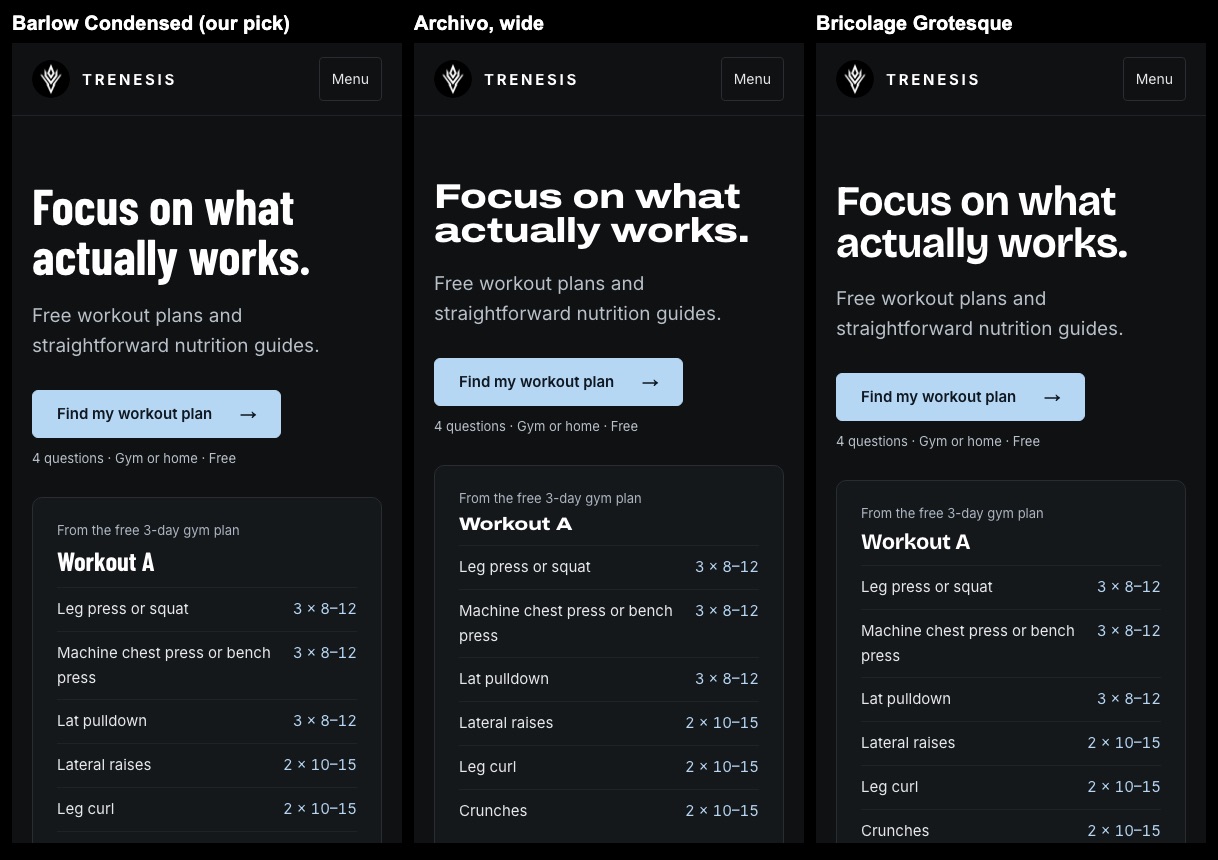 Barlow Condensed (our pick)
TRENESIS
Menu
Focus on what
actually works.
Free workout plans and
straightforward nutrition guides.
Find my workout plan →
4 questions · Gym or home · Free
From the free 3-day gym plan
Workout A
Leg press or squat 3 × 8–12
Machine chest press or bench 3 × 8–12
press
Lat pulldown 3 × 8–12
Lateral raises 2 × 10–15
Leg curl 2 × 10–15
Archivo, wide
TRENESIS
Menu
Focus on what
actually works.
Free workout plans and
straightforward nutrition guides.
Find my workout plan →
4 questions · Gym or home · Free
From the free 3-day gym plan
Workout A
Leg press or squat 3 × 8–12
Machine chest press or bench 3 × 8–12
press
Lat pulldown 3 × 8–12
Lateral raises 2 × 10–15
Leg curl 2 × 10–15
Crunches 2 × 10–15
Bricolage Grotesque
TRENESIS
Menu
Focus on what
actually works.
Free workout plans and
straightforward nutrition guides.
Find my workout plan →
4 questions · Gym or home · Free
From the free 3-day gym plan
Workout A
Leg press or squat 3 × 8–12
Machine chest press or bench 3 × 8–12
press
Lat pulldown 3 × 8–12
Lateral raises 2 × 10–15
Leg curl 2 × 10–15
Crunches 2 × 10–15